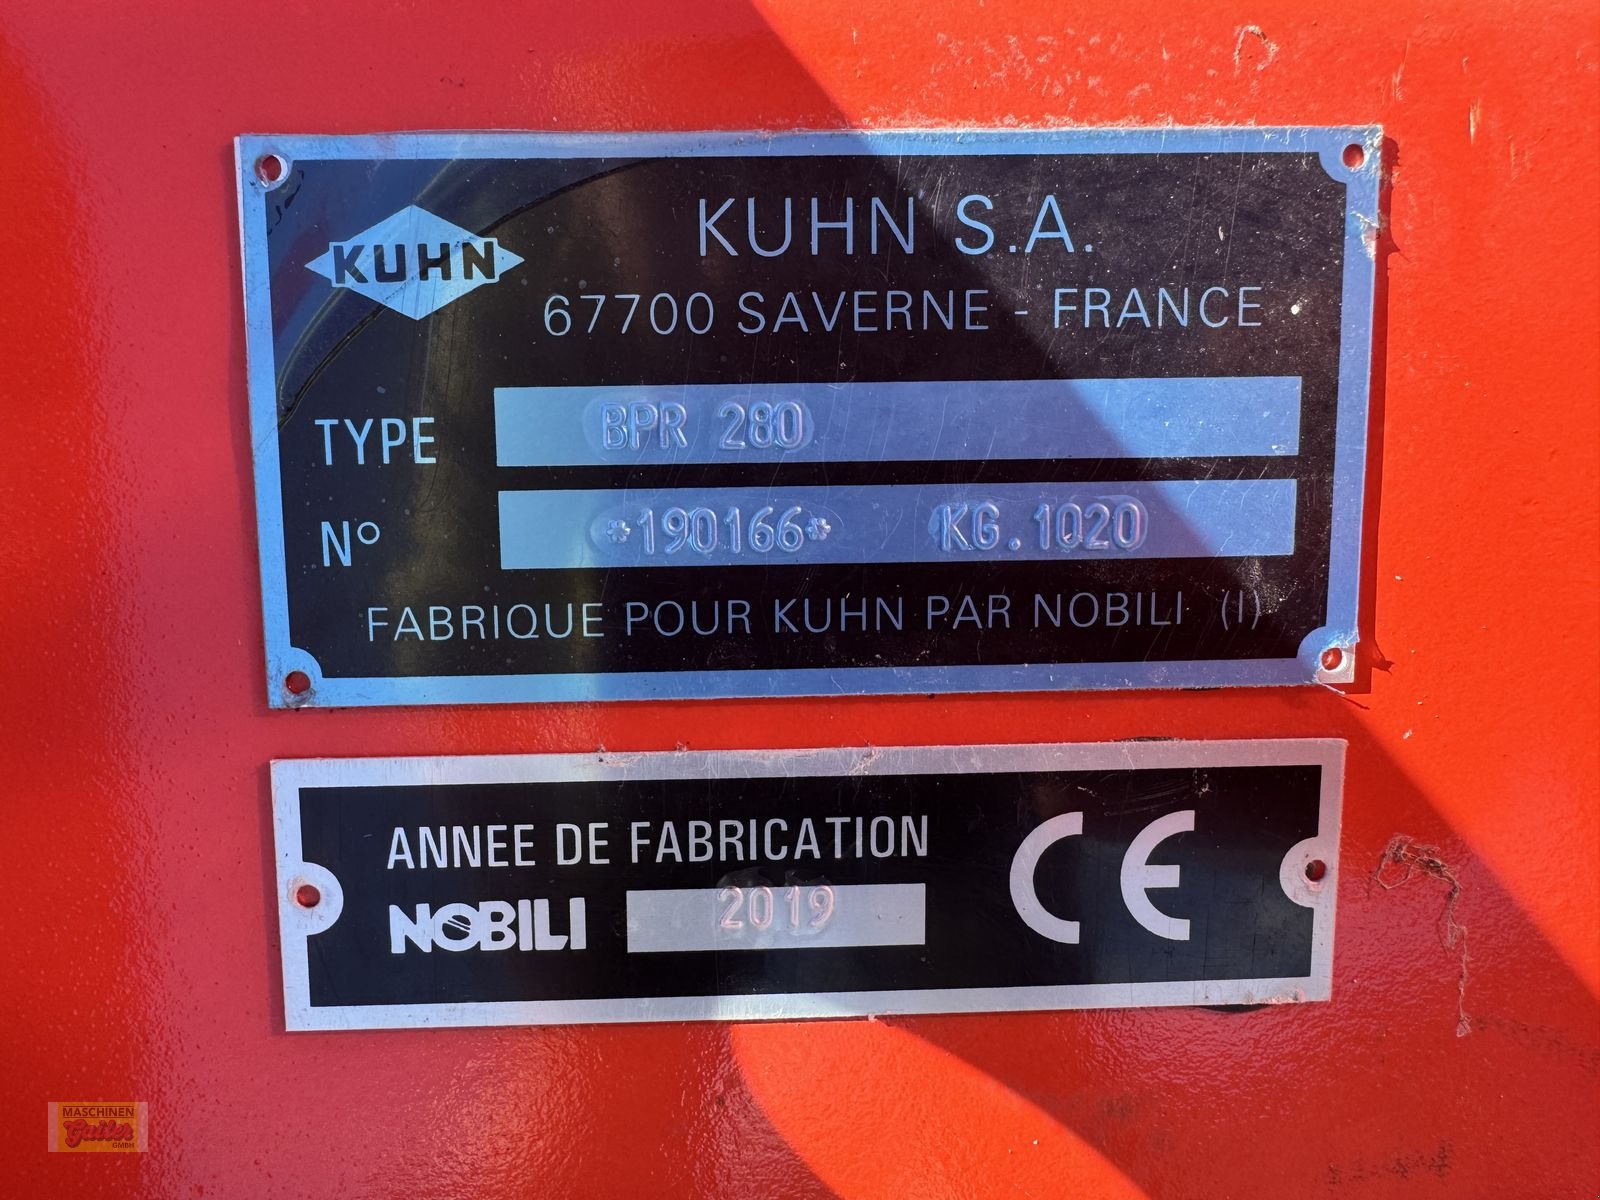 KUHN
KUHN S.A.
67700 SAVERNE - FRANCE
TYPE BPR 280
N° *190166* KG.1020
FABRIQUE POUR KUHN PAR NOBILI (I)
ANNEE DE FABRICATION
NOBILI 2019
CE
MASCHINEN
Gailer
GMBH